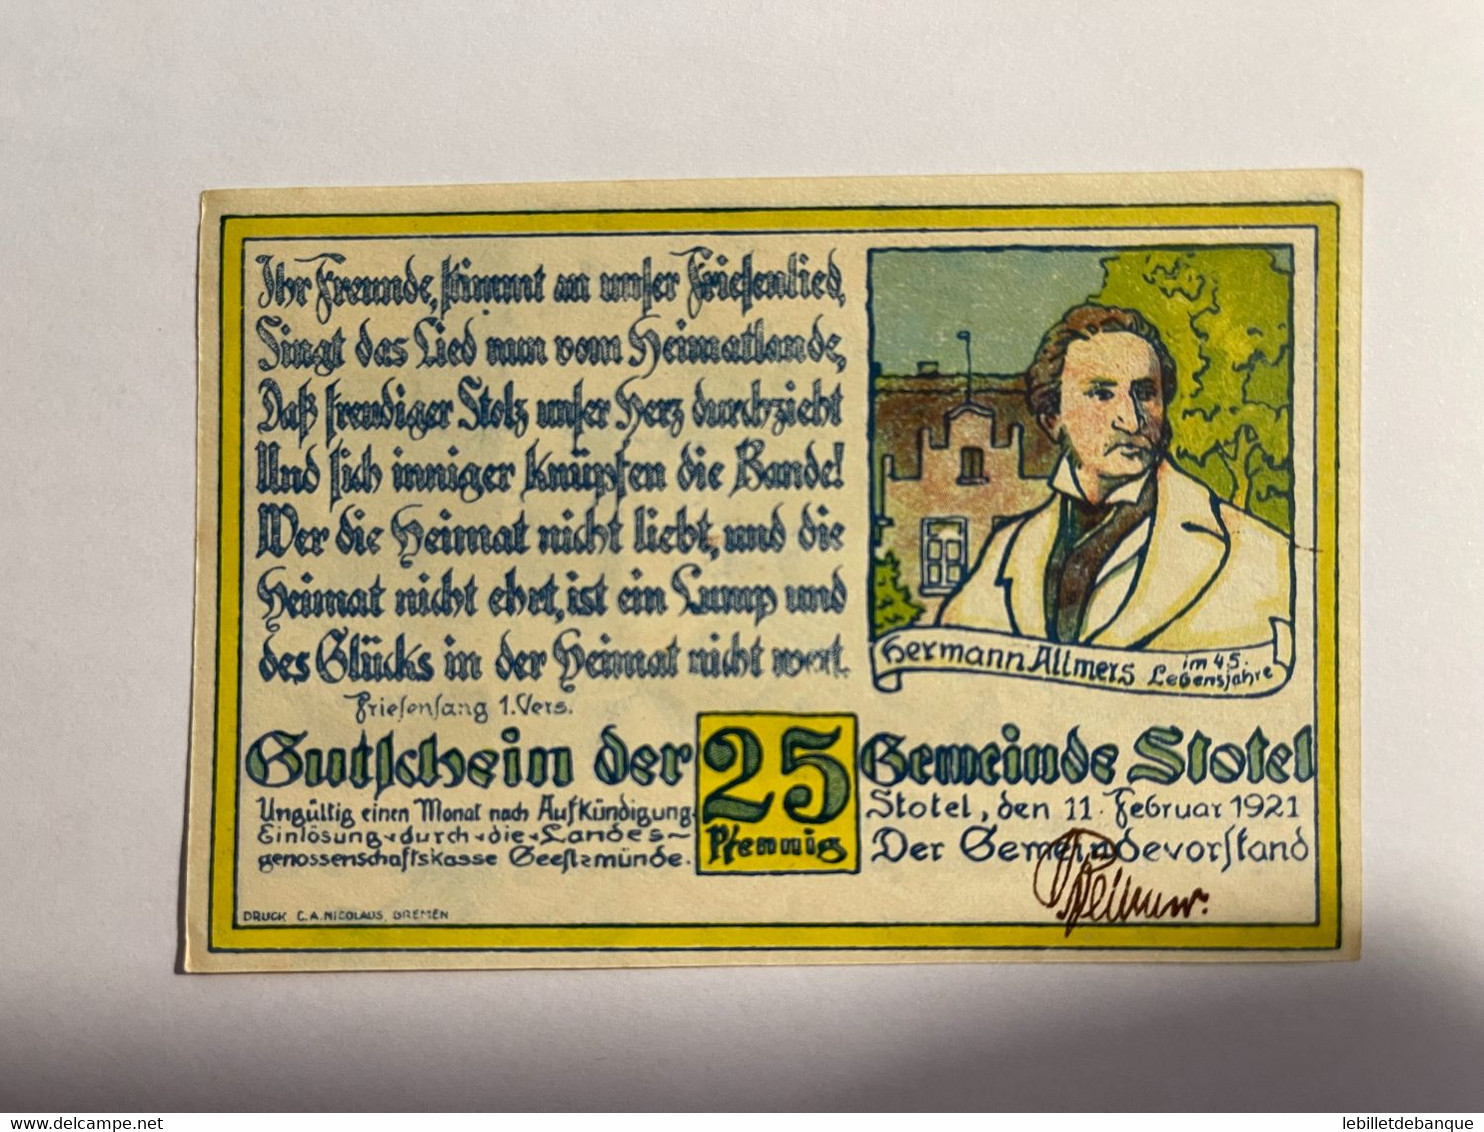 Ihr Freunde, stimmt an unser Friesenlied,
Singt das Lied nun vom Heimatlande,
Daß freudiger Stolz unser Herz durchzieht
Und sich inniger knüpfen die Bande!
Wer die Heimat nicht liebt, und die
Heimat nicht ehrt, ist ein Lump und
des Glücks in der Heimat nicht wert.
Friesensang 1. Vers.
Hermann Allmers im 45. Lebensjahre
Gutschein der 25 Pfennig Gemeinde Stotel
Ungültig einen Monat nach Aufkündigung.
Einlösung durch die Landes-
genossenschaftskasse Geestemünde.
Stotel, den 11. Februar 1921
Der Gemeindevorstand
DRUCK C.A. NICOLAUS, BREMEN
delcampe.net
lebilletdebanque